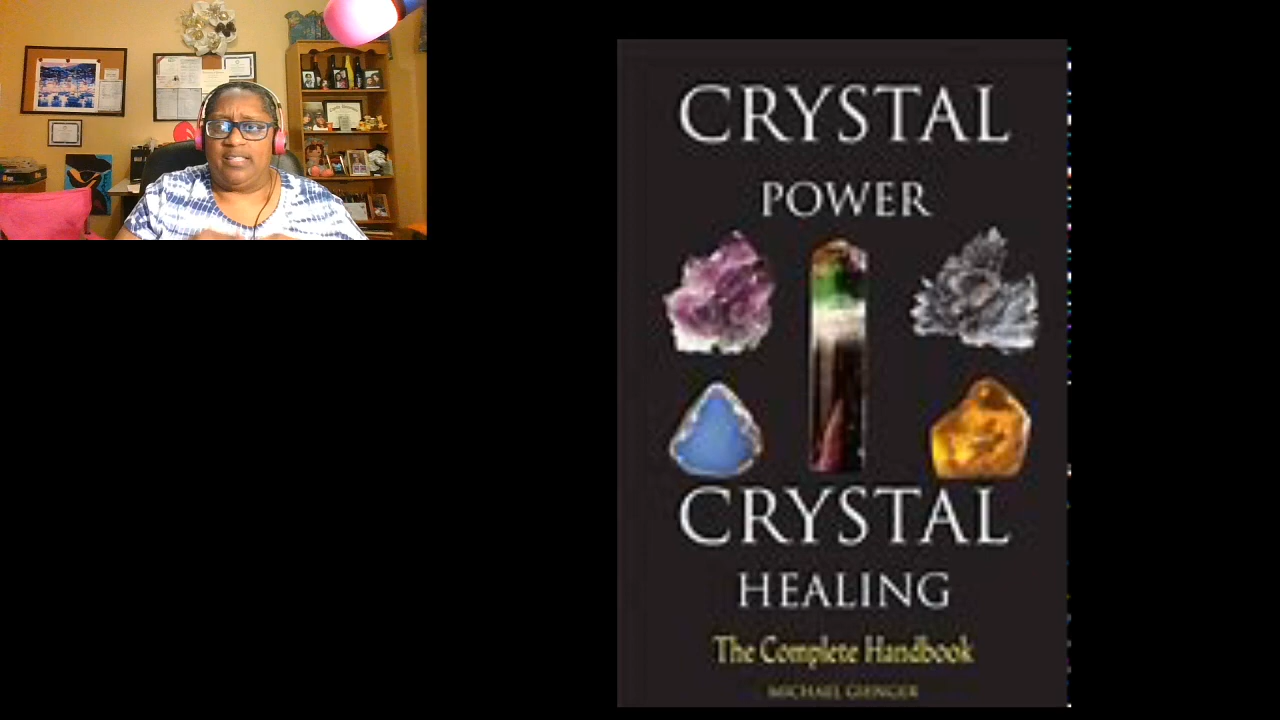 CRYSTAL
POWER
CRYSTAL
HEALING
The Complete Handbook
MICHAEL GIENGER